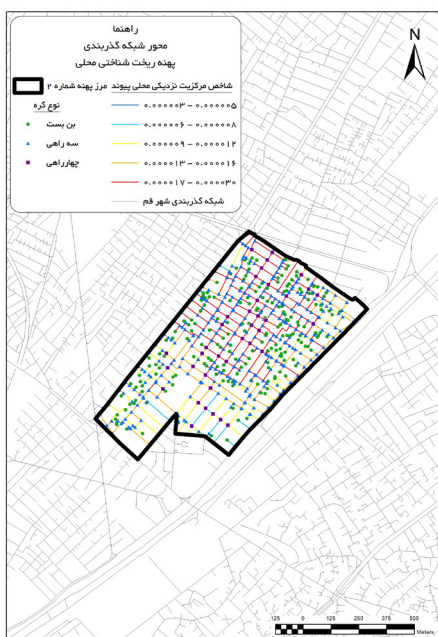 راهنما
محور شبکه گذربندی
پهنه ریخت شناختی محلی
شاخص مرکزیت نزدیکی محلی پیوند
۰.۰۰۰۰۰۳ - ۰.۰۰۰۰۰۵
۰.۰۰۰۰۰۶ - ۰.۰۰۰۰۰۸
۰.۰۰۰۰۰۹ - ۰.۰۰۰۰۱۲
۰.۰۰۰۰۱۳ - ۰.۰۰۰۰۱۶
۰.۰۰۰۰۱۷ - ۰.۰۰۰۰۳۰
شبکه گذربندی شهر قم
مرز پهنه شماره ۲
نوع گره
بن بست
سه راهی
چهارراهی
N
125 0 125 250 375 500
Meters